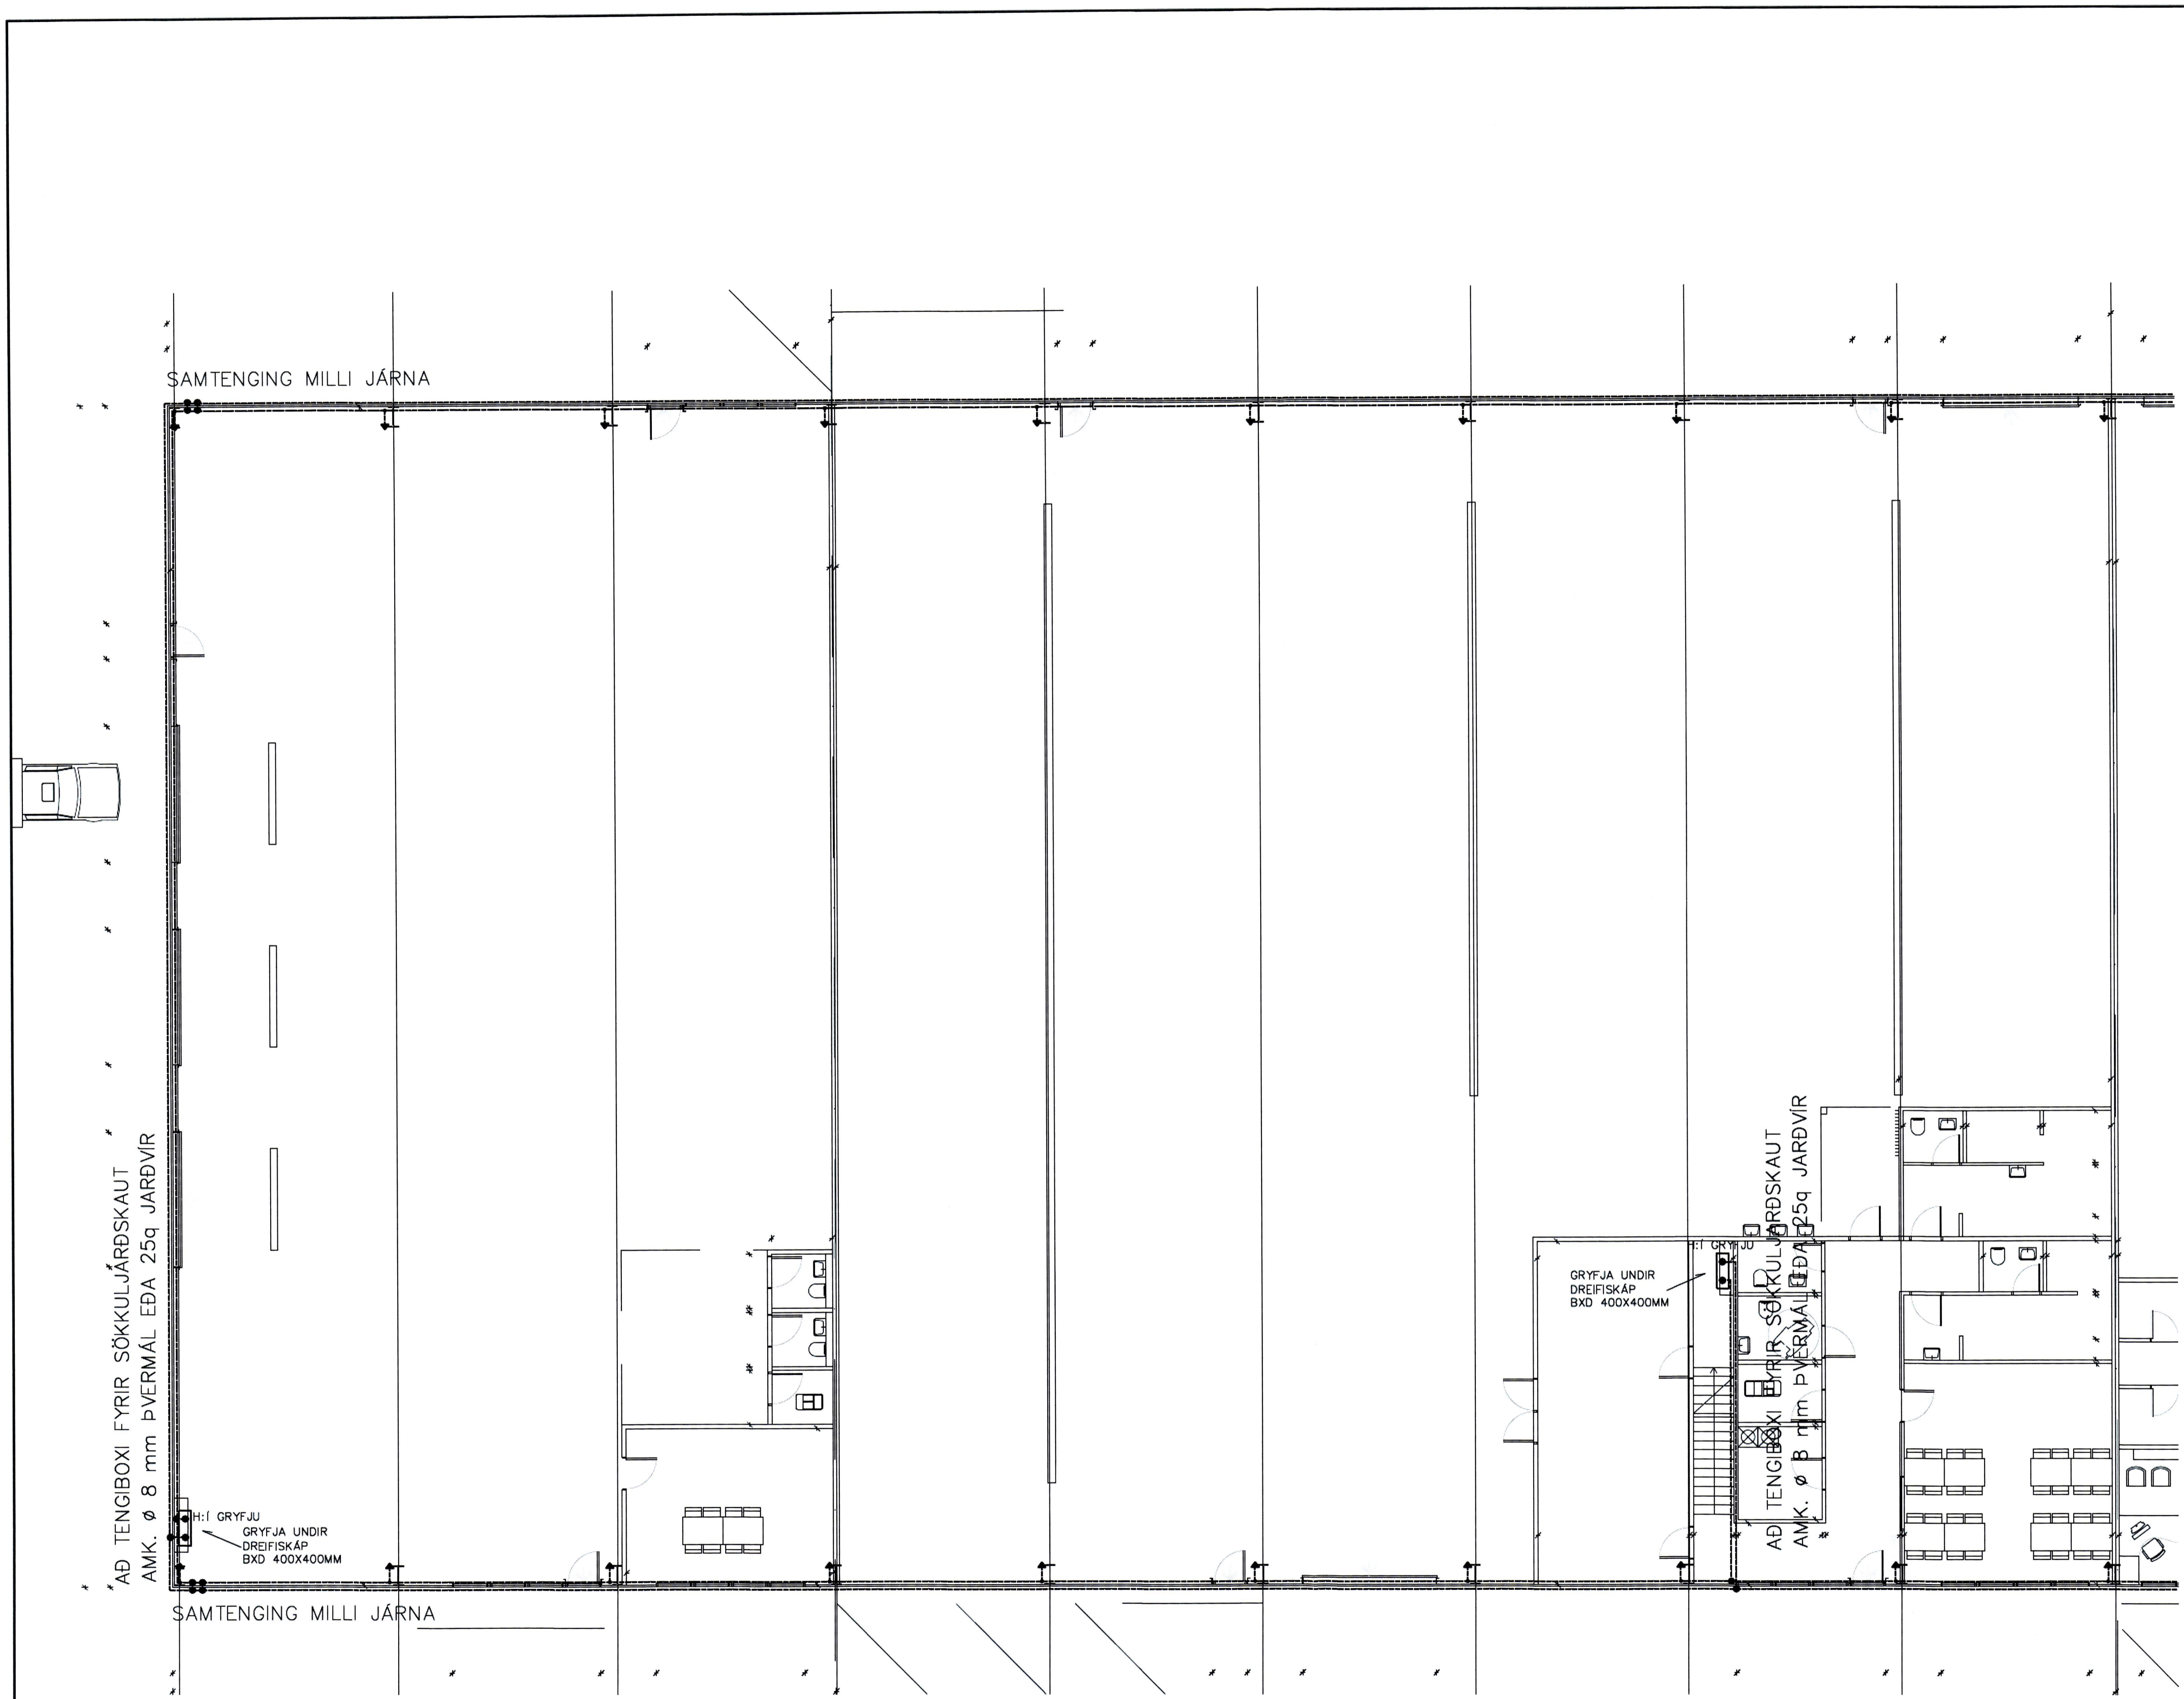 SAMTENGING MILLI JÁRNA
AÐ TENGIBOXI FYRIR SÖKKULJÁRÐSKAUT
AMK. ø 8 mm ÞVERMÁL EÐA 25q JARÐVÍR
H:Í GRYFJU
GRYFJA UNDIR
DREIFISKÁP
BXD 400X400MM
SAMTENGING MILLI JÁRNA
H:Í GRYFJU
GRYFJA UNDIR
DREIFISKÁP
BXD 400X400MM
AÐ TENGIBOXI FYRIR SÖKKULJARÐSKAUT
AMK. ø 8 mm ÞVERMÁL EÐA 25q JARÐVÍR